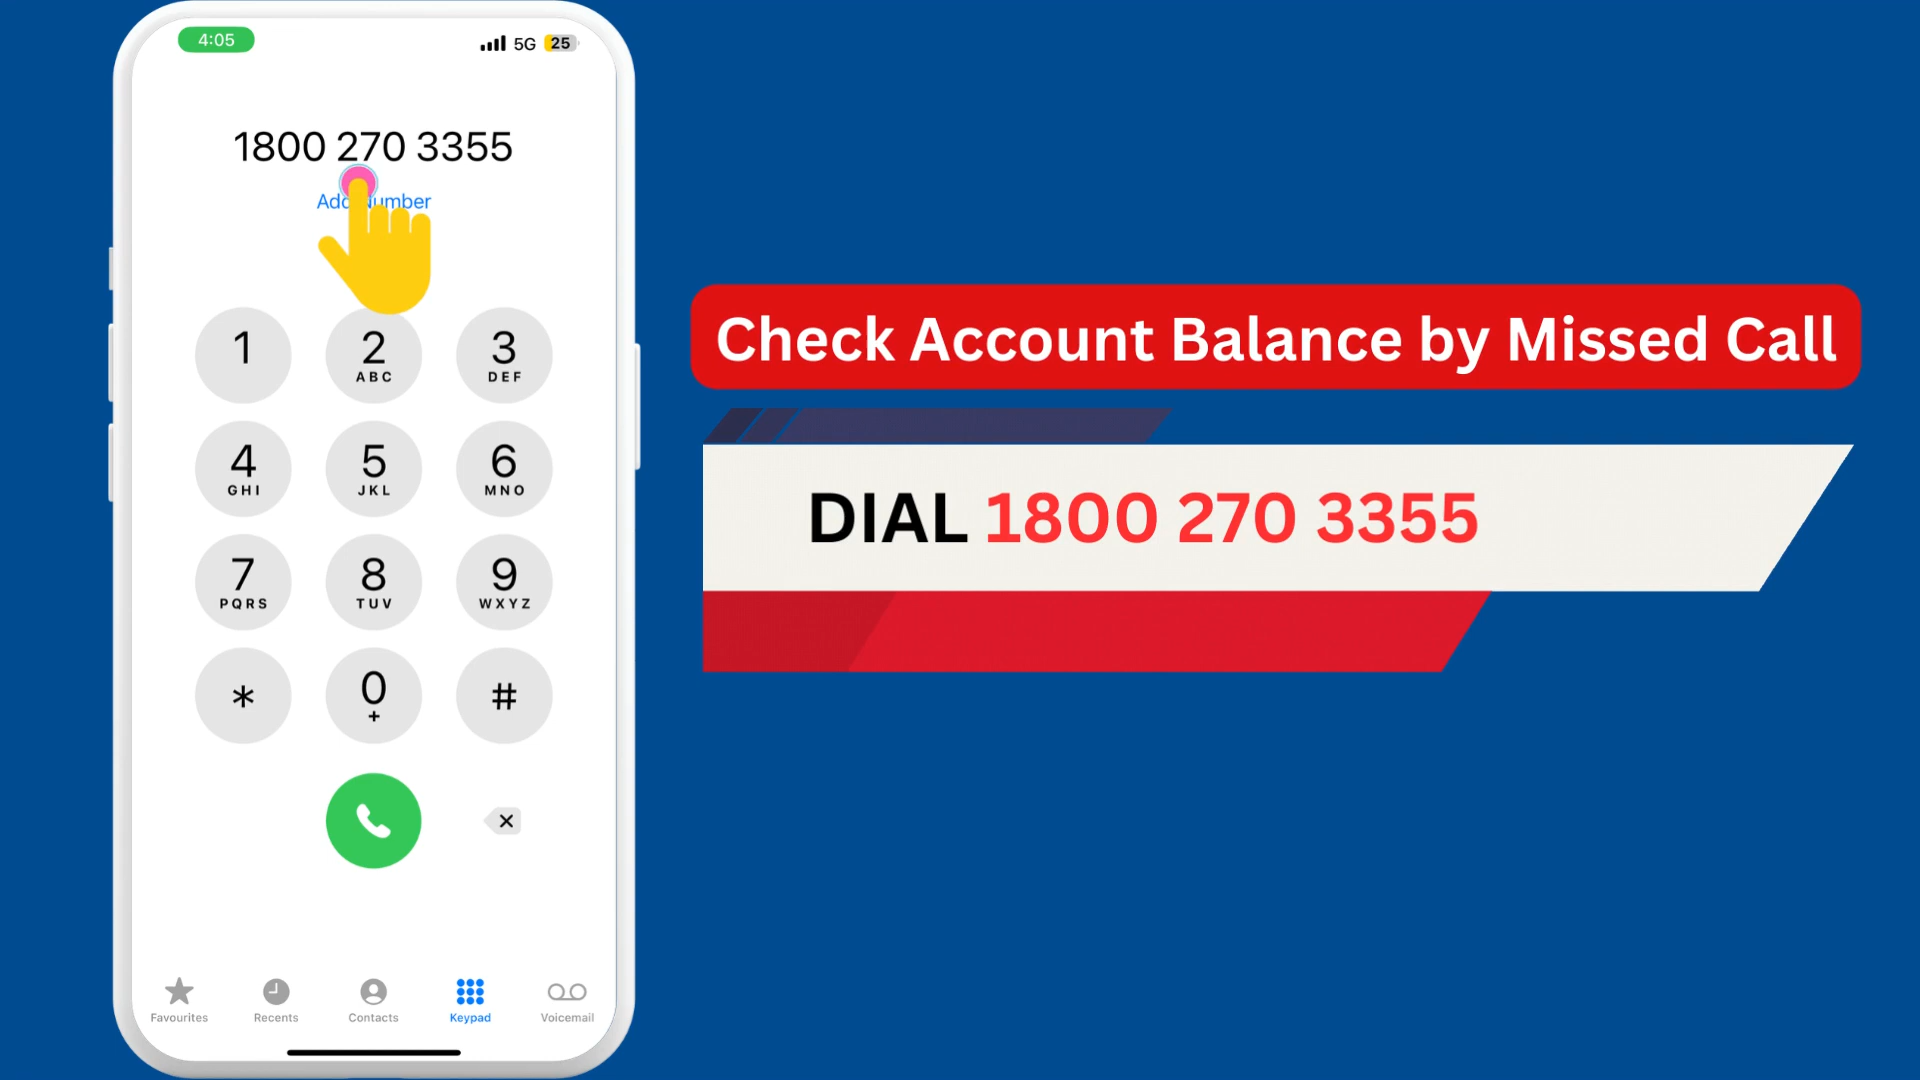 4:05
5G 25
1800 270 3355
Add Number
1
2
ABC
3
DEF
4
GHI
5
JKL
6
MNO
7
PQRS
8
TUV
9
WXYZ
*
0
+
#
Favourites Recents Contacts Keypad Voicemail
Check Account Balance by Missed Call
DIAL 1800 270 3355